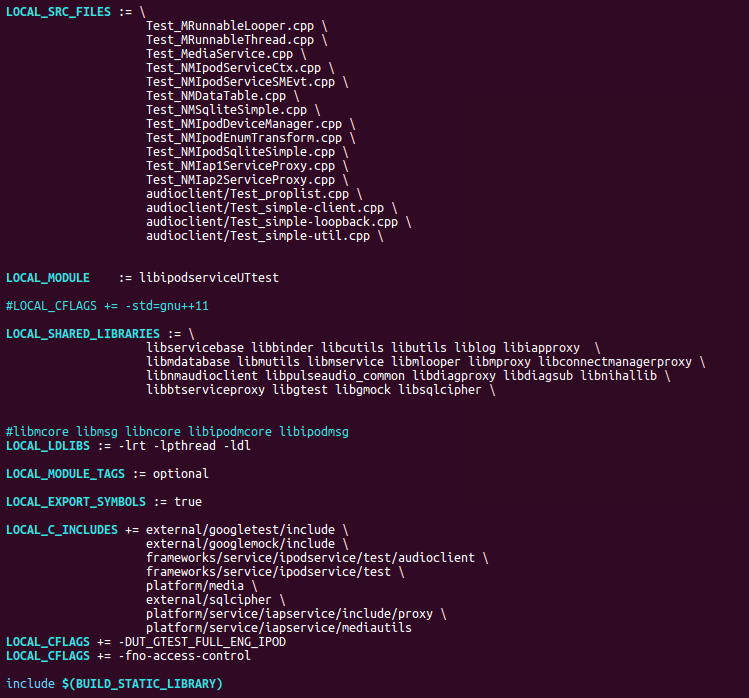 LOCAL_SRC_FILES := \
Test_MRunnableLooper.cpp \
Test_MRunnableThread.cpp \
Test_MediaService.cpp \
Test_NMIpodServiceCtx.cpp \
Test_NMIpodServiceSMEvt.cpp \
Test_NMDataTable.cpp \
Test_NMSqliteSimple.cpp \
Test_NMIpodDeviceManager.cpp \
Test_NMIpodEnumTransform.cpp \
Test_NMIpodSqliteSimple.cpp \
Test_NMIap1ServiceProxy.cpp \
Test_NMIap2ServiceProxy.cpp \
audioclient/Test_proplist.cpp \
audioclient/Test_simple-client.cpp \
audioclient/Test_simple-loopback.cpp \
audioclient/Test_simple-util.cpp \
LOCAL_MODULE := libipodserviceUTtest
#LOCAL_CFLAGS += -std=gnu++11
LOCAL_SHARED_LIBRARIES := \
libservicebase libbinder libcutils libutils liblog libiapproxy \
libmdatabase libmutils libmservice libmlooper libmproxy libconnectmanagerproxy \
libnmaudioclient libpulseaudio_common libdiagproxy libdiagsub libnihallib \
libbtserviceproxy libgtest libgmock libsqlcipher \
#libmcore libmsg libncore libipodmcore libipodmsg
LOCAL_LDLIBS := -lrt -lpthread -ldl
LOCAL_MODULE_TAGS := optional
LOCAL_EXPORT_SYMBOLS := true
LOCAL_C_INCLUDES += external/googletest/include \
external/googlemock/include \
frameworks/service/ipodservice/test/audioclient \
frameworks/service/ipodservice/test \
platform/media \
external/sqlcipher \
platform/service/iapservice/include/proxy \
platform/service/iapservice/mediautils
LOCAL_CFLAGS += -DUT_GTEST_FULL_ENG_IPOD
LOCAL_CFLAGS += -fno-access-control
include $(BUILD_STATIC_LIBRARY)